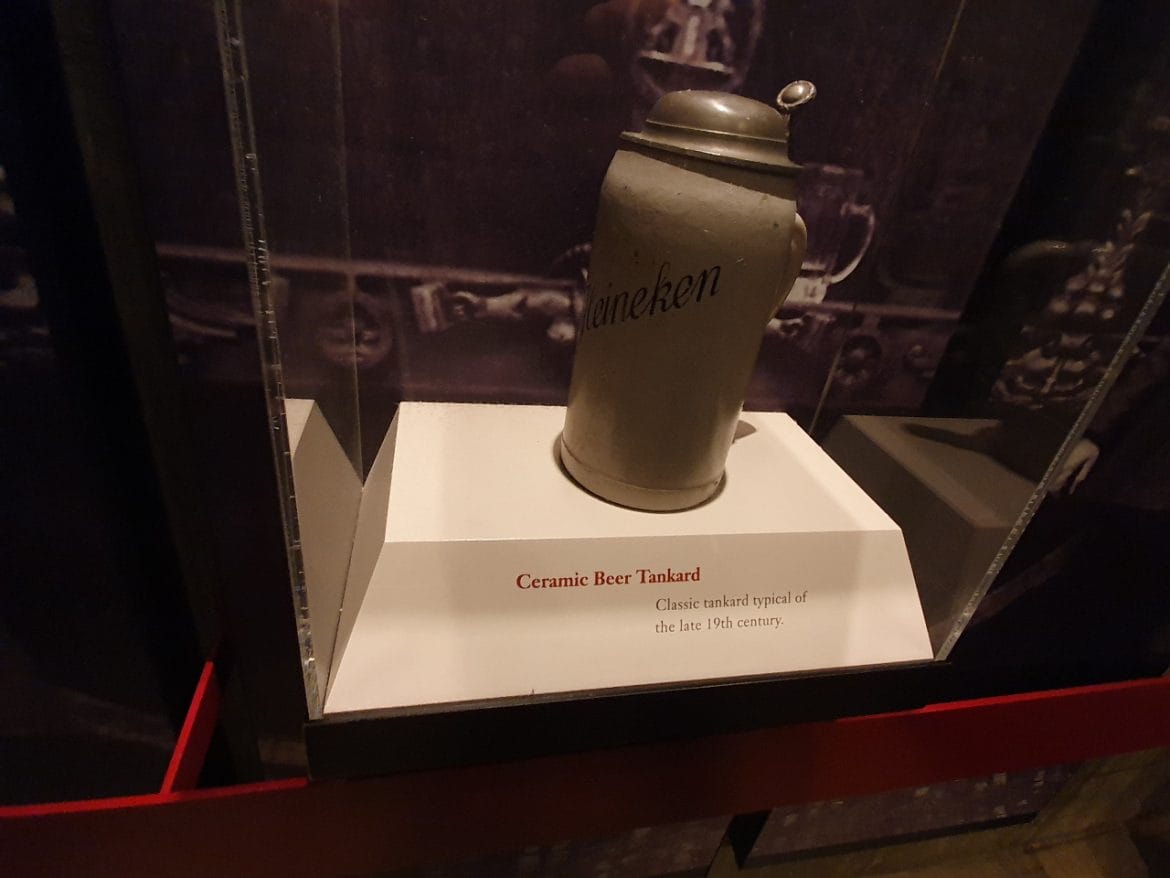 Heineken
Ceramic Beer Tankard
Classic tankard typical of
the late 19th century.